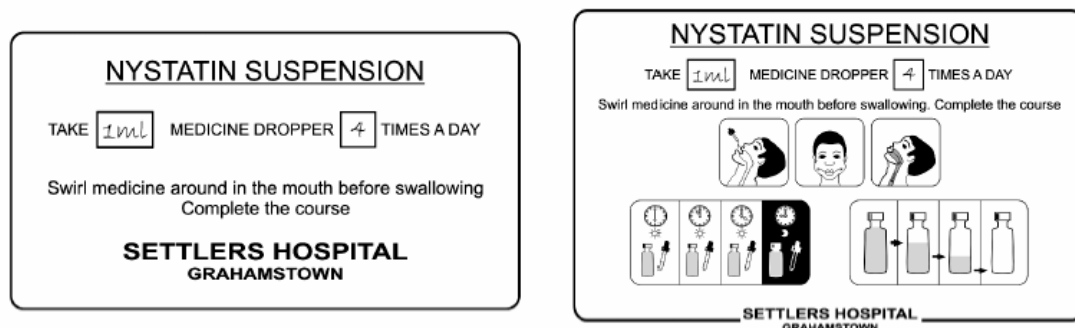 NYSTATIN SUSPENSION
TAKE 1ml MEDICINE DROPPER 4 TIMES A DAY
Swirl medicine around in the mouth before swallowing
Complete the course
SETTLERS HOSPITAL
GRAHAMSTOWN
NYSTATIN SUSPENSION
TAKE 1ml MEDICINE DROPPER 4 TIMES A DAY
Swirl medicine around in the mouth before swallowing. Complete the course
SETTLERS HOSPITAL
GRAHAMSTOWN